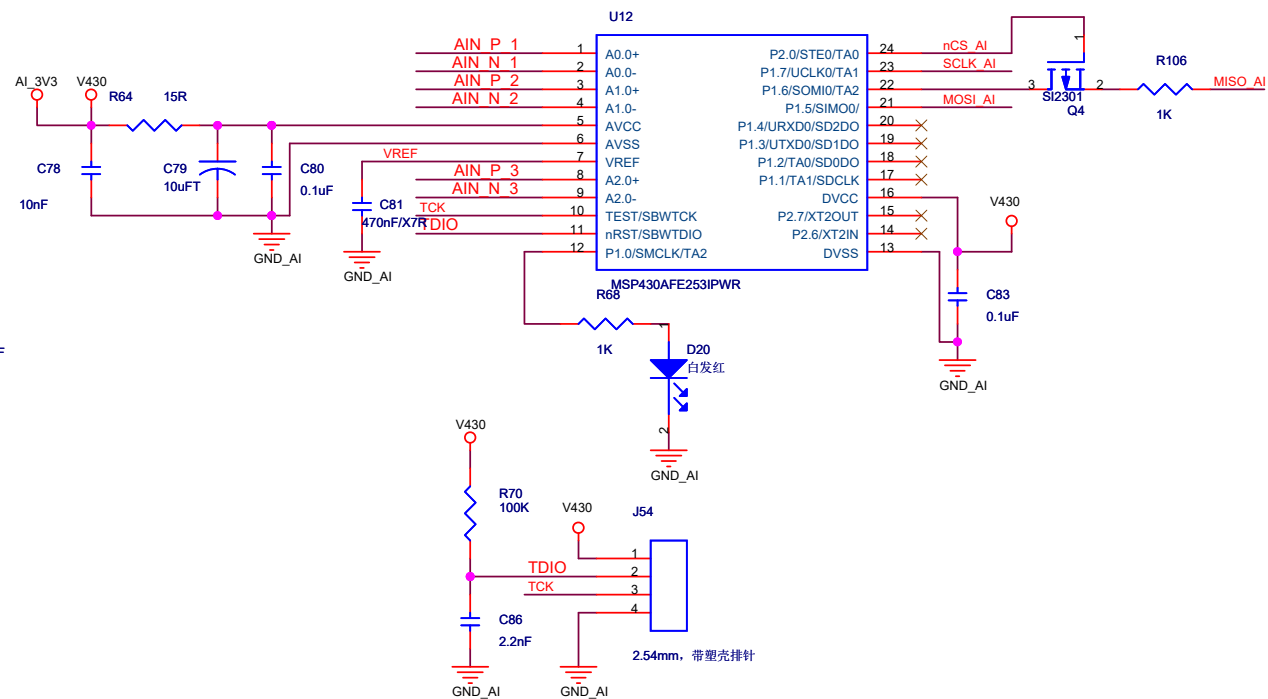 U12
AIN_P_1
AIN_N_1
AIN_P_2
AIN_N_2
1
2
3
4
5
6
7
8
9
10
11
12
A0.0+
A0.0-
A1.0+
A1.0-
AVCC
AVSS
VREF
A2.0+
A2.0-
TEST/SBWTCK
nRST/SBWTDIO
P1.0/SMCLK/TA2
P2.0/STE0/TA0
P1.7/UCLK0/TA1
P1.6/SOMI0/TA2
P1.5/SIMO0/
P1.4/URXD0/SD2DO
P1.3/UTXD0/SD1DO
P1.2/TA0/SD0DO
P1.1/TA1/SDCLK
DVCC
P2.7/XT2OUT
P2.6/XT2IN
DVSS
24
23
22
21
20
19
18
17
16
15
14
13
nCS_AI
SCLK_AI
MOSI_AI
1
3
2
SI2301
Q4
R106
1K
MISO_AI
AI_3V3
V430
R64
15R
C78
10nF
C79
10uFT
C80
0.1uF
GND_AI
VREF
AIN_P_3
AIN_N_3
C81
470nF/X7R
TCK
TDIO
GND_AI
MSP430AFE253IPWR
R68
1K
1
D20
白发红
2
GND_AI
V430
C83
0.1uF
GND_AI
F
V430
R70
100K
TDIO
TCK
C86
2.2nF
GND_AI
V430
J54
1
2
3
4
2.54mm，带塑壳排针
GND_AI